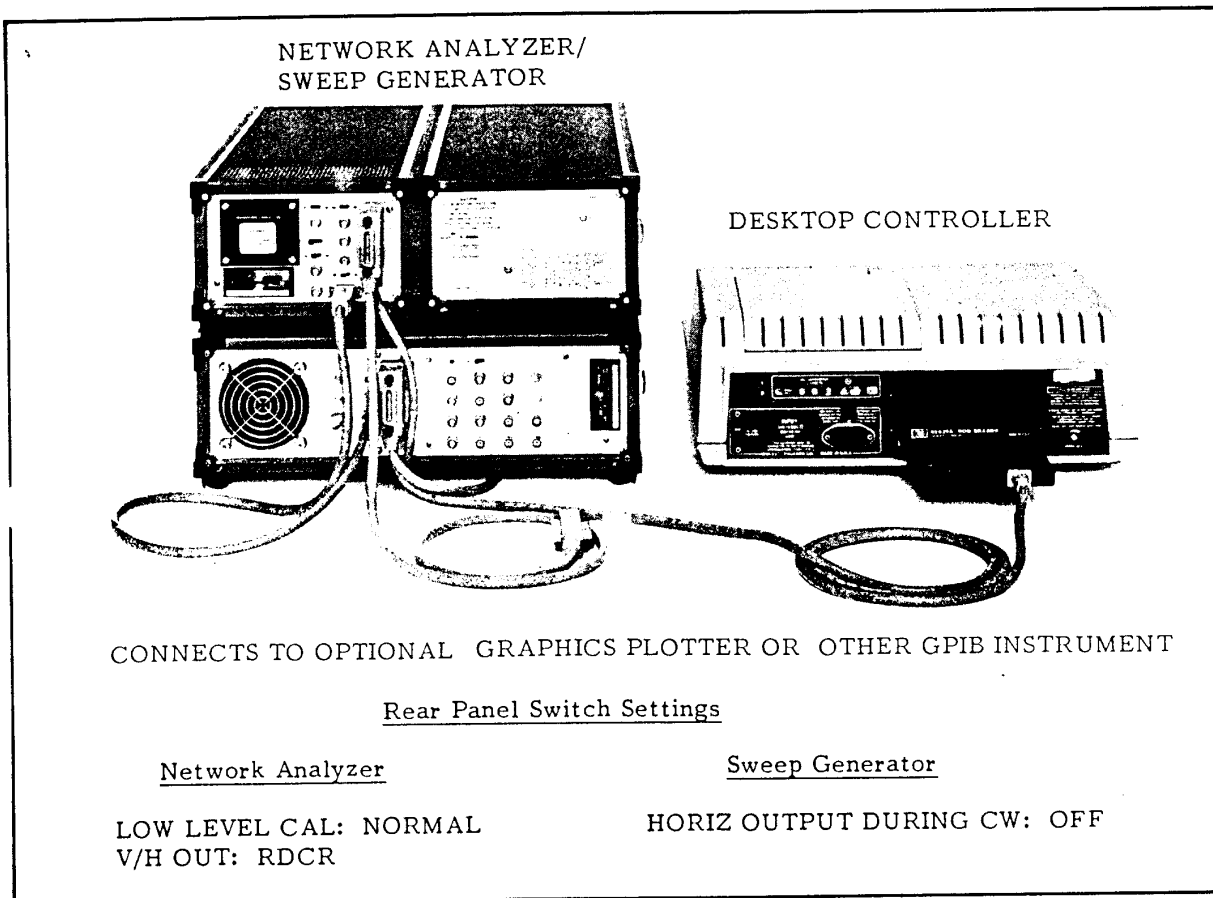 NETWORK ANALYZER/
SWEEP GENERATOR
DESKTOP CONTROLLER
CONNECTS TO OPTIONAL GRAPHICS PLOTTER OR OTHER GPIB INSTRUMENT
Rear Panel Switch Settings
Network Analyzer
Sweep Generator
LOW LEVEL CAL: NORMAL
HORIZ OUTPUT DURING CW: OFF
V/H OUT: RDCR